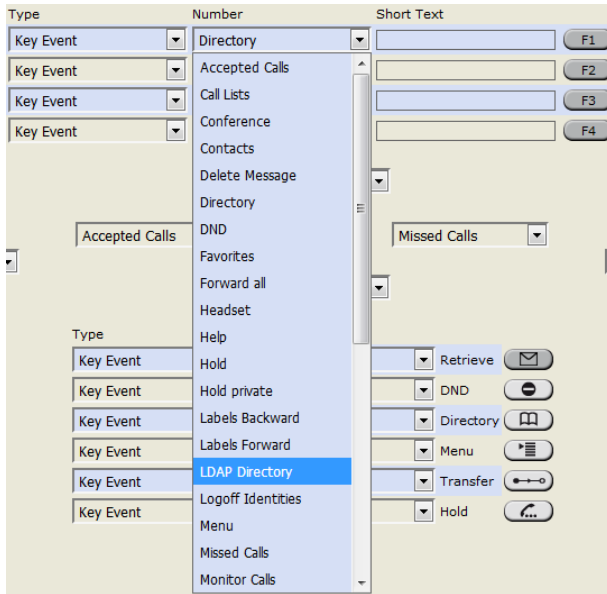 Type Number Short Text
Key Event Directory F1
Key Event Accepted Calls F2
Key Event Call Lists F3
Key Event Conference F4
Contacts
Delete Message
Directory
Accepted Calls DND Missed Calls
Favorites
Forward all
Headset
Type Help
Key Event Hold Retrieve
Key Event Hold private DND
Key Event Labels Backward Directory
Key Event Labels Forward Menu
Key Event LDAP Directory Transfer
Key Event Logoff Identities Hold
Menu
Missed Calls
Monitor Calls